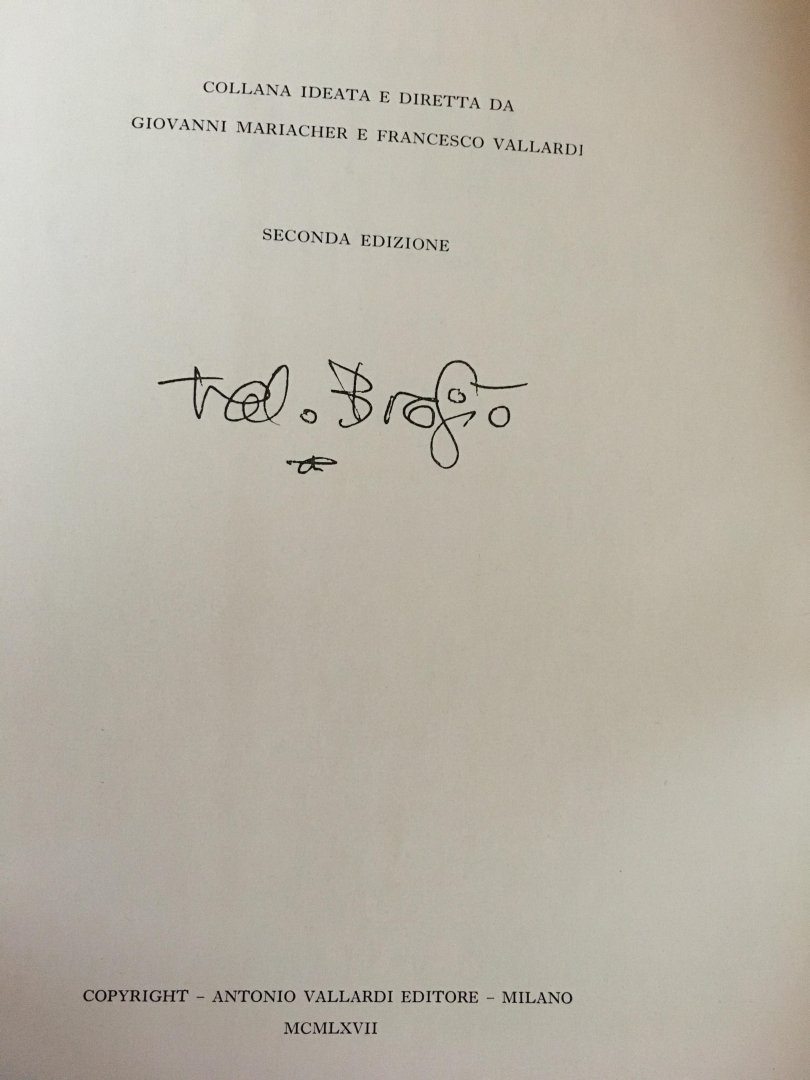 COLLANA IDEATA E DIRETTA DA
GIOVANNI MARIACHER E FRANCESCO VALLARDI
SECONDA EDIZIONE
COPYRIGHT – ANTONIO VALLARDI EDITORE – MILANO
MCMLXVII